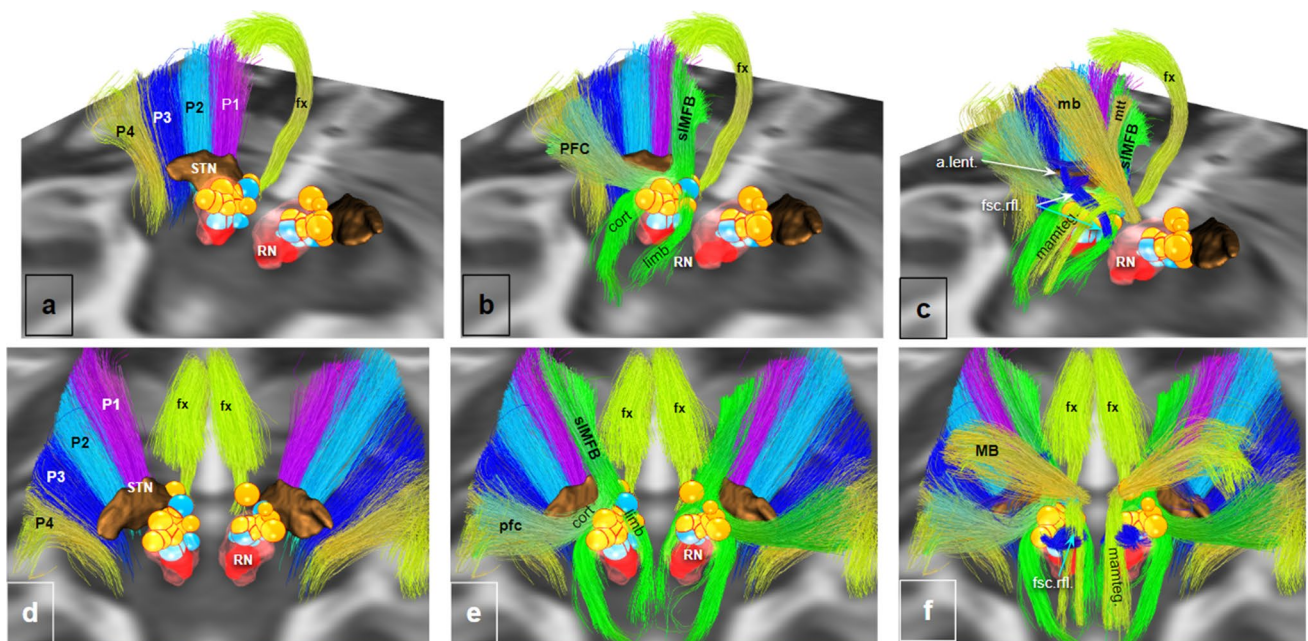 P4
P3
P2
P1
fx
STN
RN
a
PFC
slMFB
fx
cort
limb
RN
b
mb
mtt
slMFB
fx
a.lent.
fsc.rfl.
mamteg.
RN
c
P1
P2
P3
P4
STN
fx
fx
RN
d
slMFB
fx
fx
pfc
cort
limb
RN
e
MB
fx
fx
fsc.rfl.
mamteg.
f